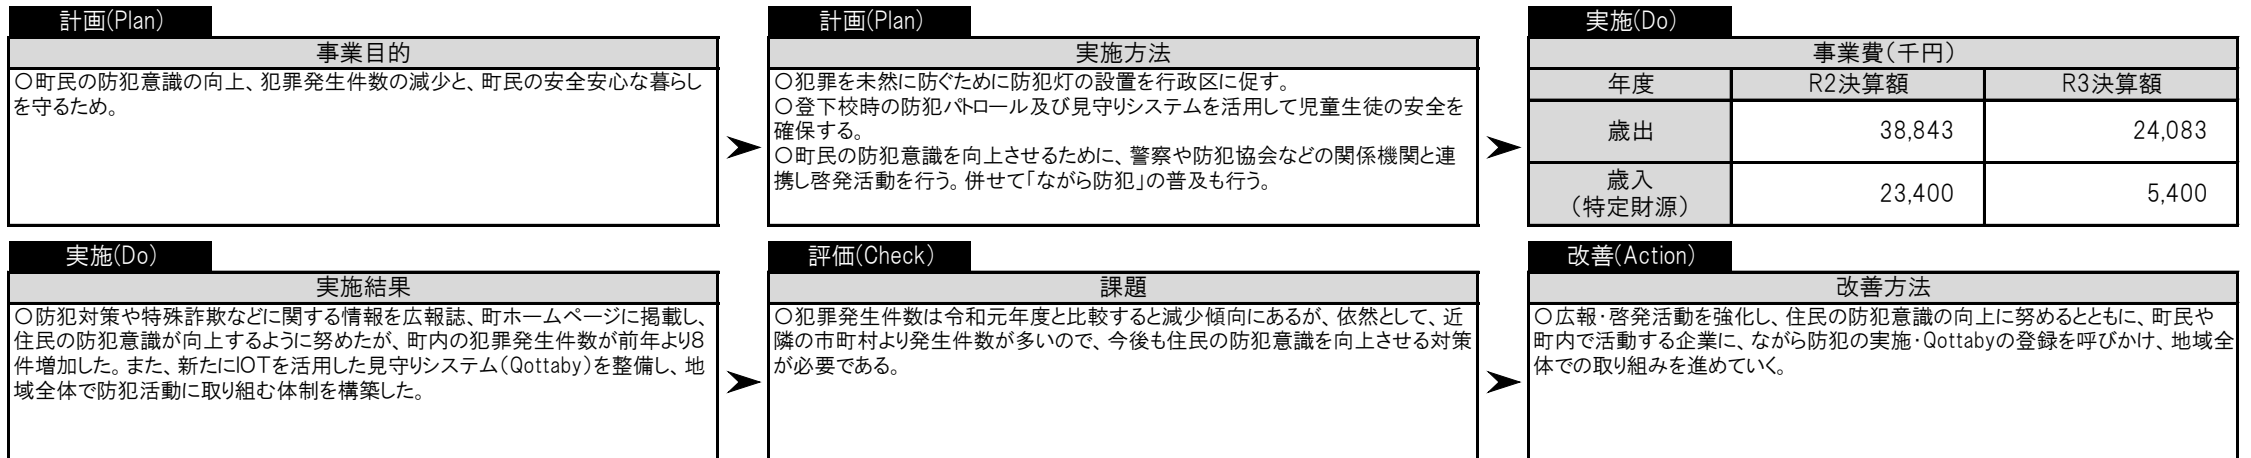 計画(Plan)
事業目的
○町民の防犯意識の向上、犯罪発生件数の減少と、町民の安全安心な暮らし
を守るため。
計画(Plan)
実施方法
○犯罪を未然に防ぐために防犯灯の設置を行政区に促す。
○登下校時の防犯パトロール及び見守りシステムを活用して児童生徒の安全を
確保する。
○町民の防犯意識を向上させるために、警察や防犯協会などの関係機関と連
携し啓発活動を行う。併せて「ながら防犯」の普及も行う。
実施(Do)
事業費(千円)
年度 R2決算額 R3決算額
歳出 38,843 24,083
歳入
(特定財源) 23,400 5,400
実施(Do)
実施結果
○防犯対策や特殊詐欺などに関する情報を広報誌、町ホームページに掲載し、
住民の防犯意識が向上するように努めたが、町内の犯罪発生件数が前年より8
件増加した。また、新たにIOTを活用した見守りシステム(Qottaby)を整備し、地
域全体で防犯活動に取り組む体制を構築した。
評価(Check)
課題
○犯罪発生件数は令和元年度と比較すると減少傾向にあるが、依然として、近
隣の市町村より発生件数が多いので、今後も住民の防犯意識を向上させる対策
が必要である。
改善(Action)
改善方法
○広報・啓発活動を強化し、住民の防犯意識の向上に努めるとともに、町民や
町内で活動する企業に、ながら防犯の実施・Qottabyの登録を呼びかけ、地域全
体での取り組みを進めていく。